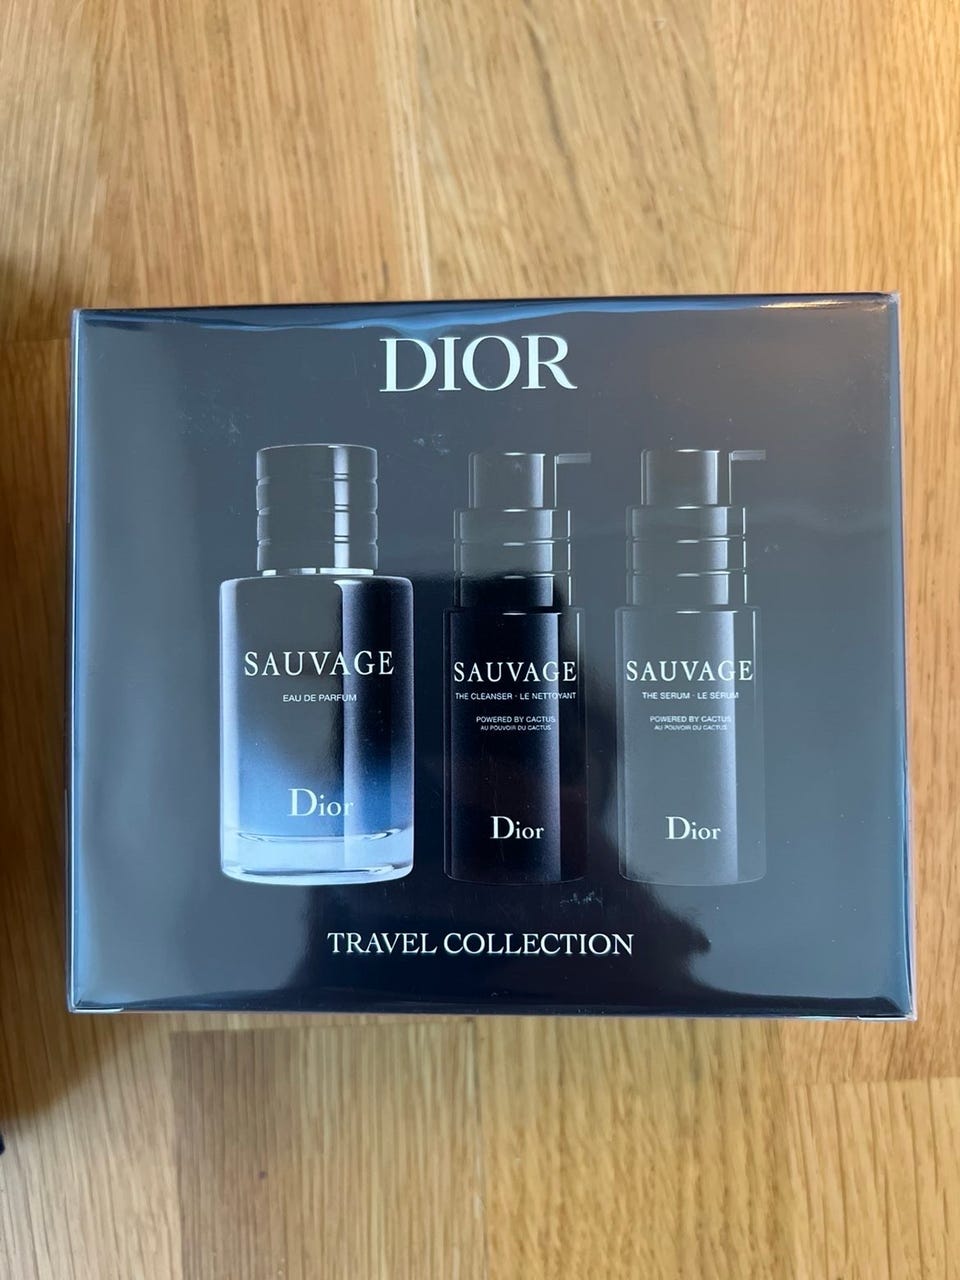 DIOR
SAUVAGE
EAU DE PARFUM
Dior
SAUVAGE
THE CLEANSER · LE NETTOYANT
POWERED BY CACTUS
AU POUVOIR DU CACTUS
Dior
SAUVAGE
THE SERUM · LE SÉRUM
POWERED BY CACTUS
AU POUVOIR DU CACTUS
Dior
TRAVEL COLLECTION